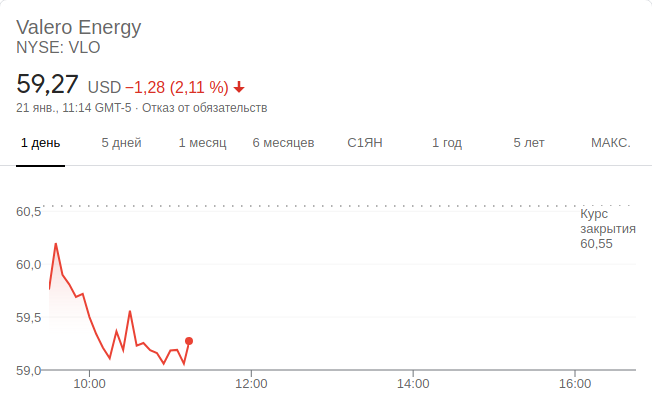 Valero Energy
NYSE: VLO
59,27 USD −1,28 (2,11 %)
21 янв., 11:14 GMT-5 · Отказ от обязательств
1 день 5 дней 1 месяц 6 месяцев С1ЯН 1 год 5 лет МАКС.
60,5
Курс
закрытия
60,55
60,0
59,5
59,0
10:00 12:00 14:00 16:00